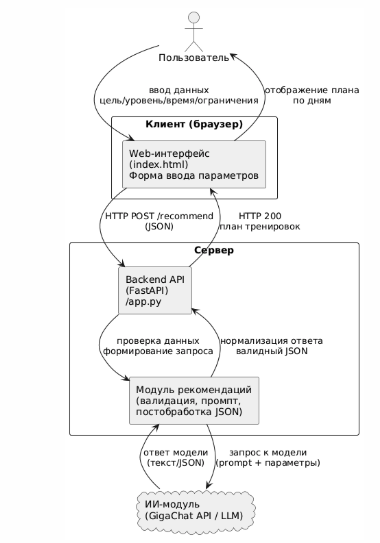 Пользователь
ввод данных
цель/уровень/время/ограничения
отображение плана
по дням
Клиент (браузер)
Web-интерфейс
(index.html)
Форма ввода параметров
HTTP POST /recommend
(JSON)
HTTP 200
план тренировок
Сервер
Backend API
(FastAPI)
/app.py
проверка данных
формирование запроса
нормализация ответа
валидный JSON
Модуль рекомендаций
(валидация, промпт,
постобработка JSON)
ответ модели
(текст/JSON)
запрос к модели
(prompt + параметры)
ИИ-модуль
(GigaChat API / LLM)